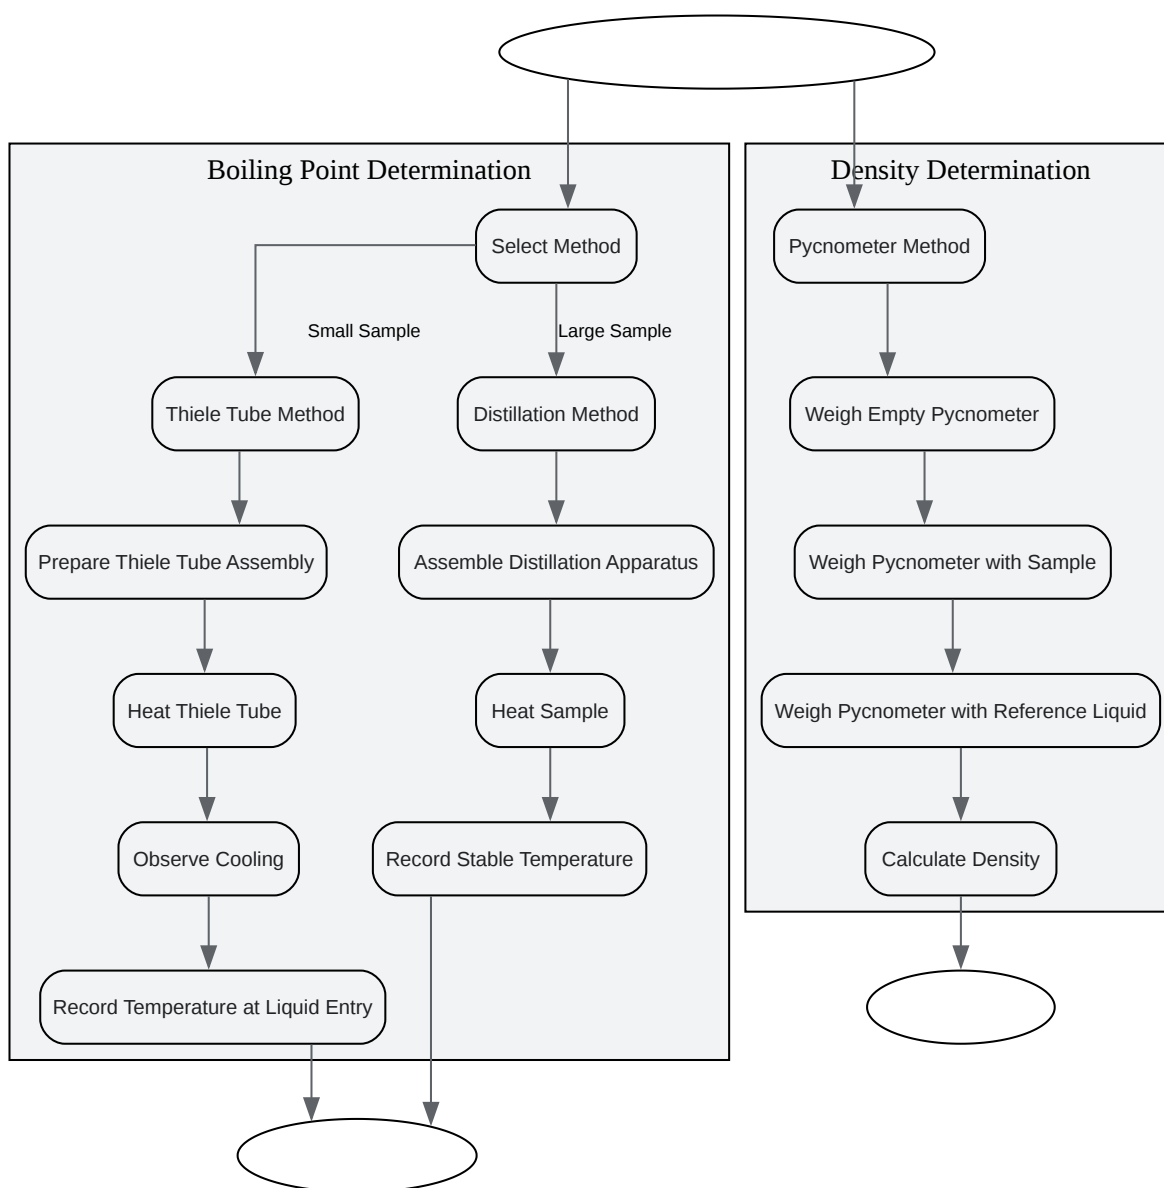 Boiling Point Determination
Density Determination
Select Method
Pycnometer Method
Small Sample
Large Sample
Thiele Tube Method
Distillation Method
Weigh Empty Pycnometer
Prepare Thiele Tube Assembly
Assemble Distillation Apparatus
Weigh Pycnometer with Sample
Heat Thiele Tube
Heat Sample
Weigh Pycnometer with Reference Liquid
Observe Cooling
Record Stable Temperature
Calculate Density
Record Temperature at Liquid Entry